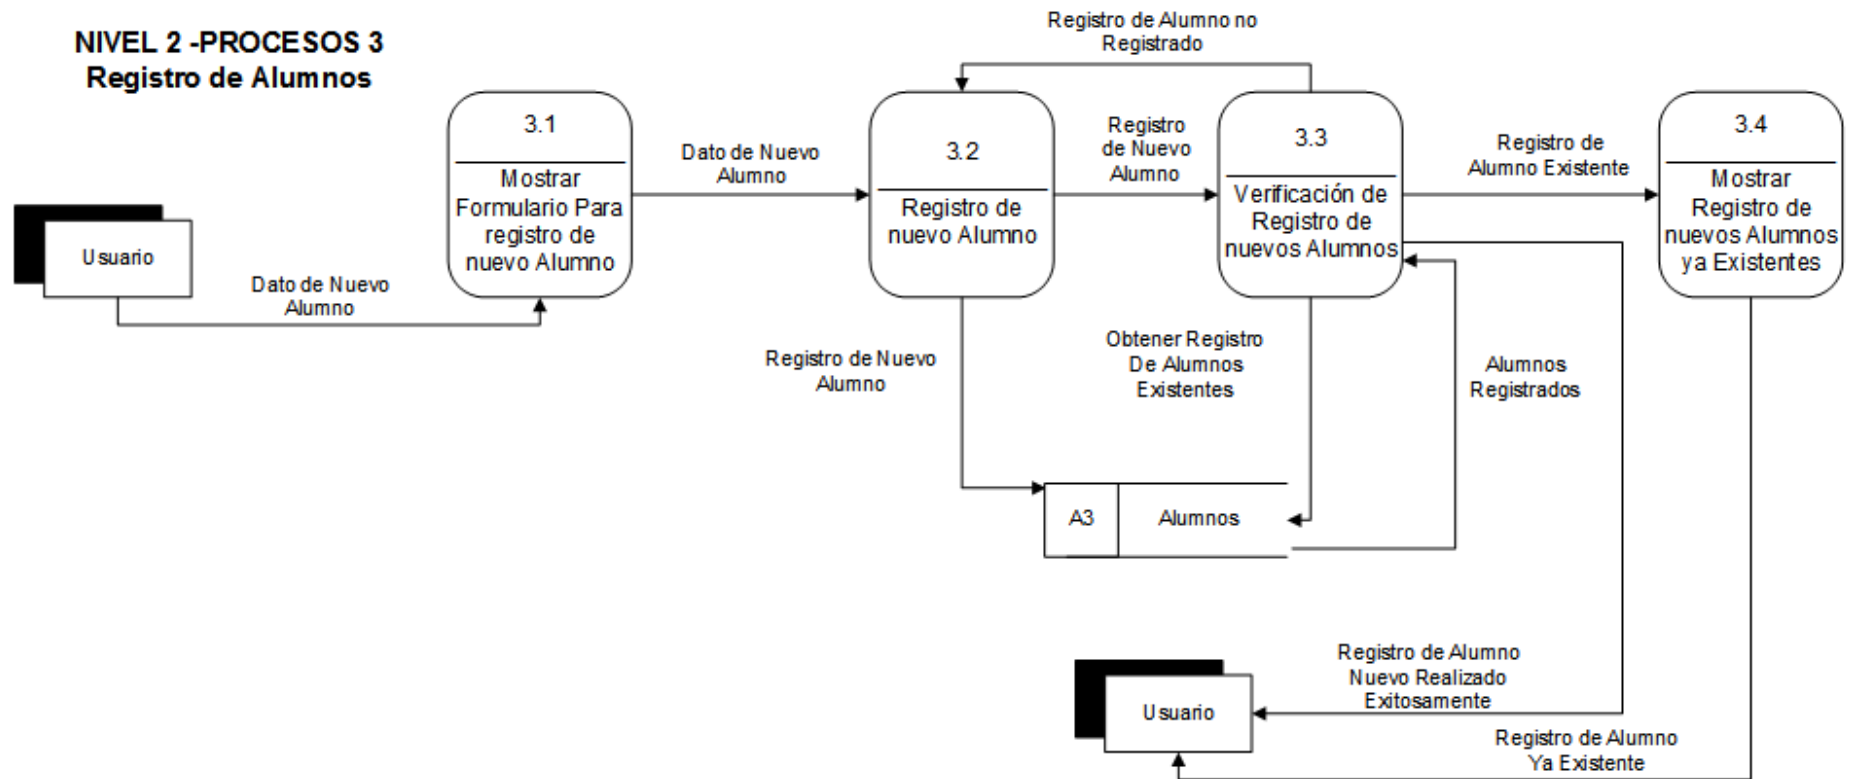 NIVEL 2 -PROCESOS 3
Registro de Alumnos
Registro de Alumno no
Registrado
3.1
Mostrar
Formulario Para
registro de
nuevo Alumno
Dato de Nuevo
Alumno
3.2
Registro de
nuevo Alumno
Registro
de Nuevo
Alumno
3.3
Verificación de
Registro de
nuevos Alumnos
Registro de
Alumno Existente
3.4
Mostrar
Registro de
nuevos Alumnos
ya Existentes
Usuario
Dato de Nuevo
Alumno
Registro de Nuevo
Alumno
Obtener Registro
De Alumnos
Existentes
Alumnos
Registrados
A3
Alumnos
Registro de Alumno
Nuevo Realizado
Exitosamente
Usuario
Registro de Alumno
Ya Existente